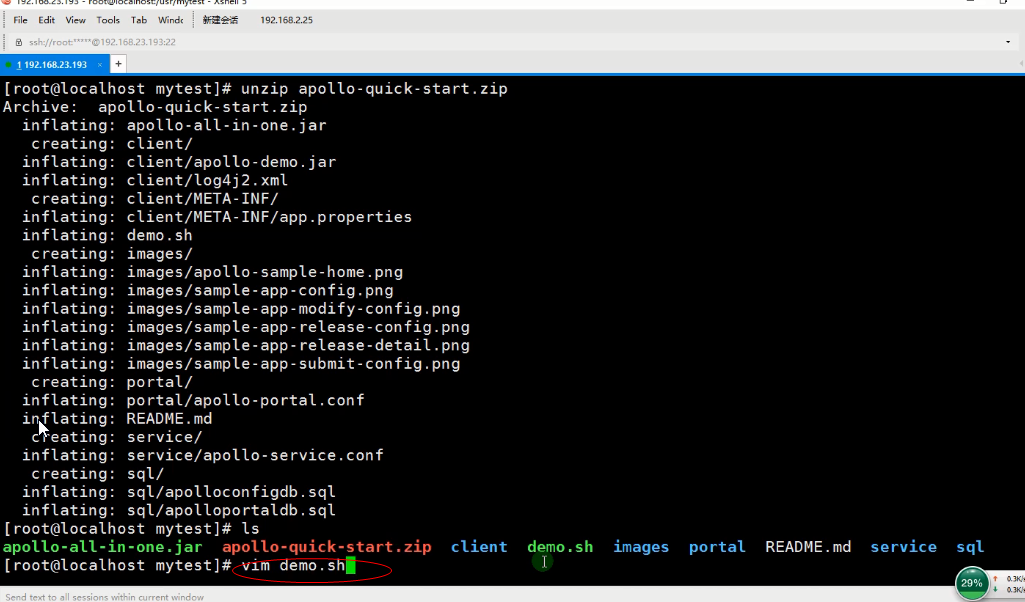 192.168.23.193 - root@localhost:/usr/mytest - Xshell 5
File Edit View Tools Tab Windo 新建会话 192.168.2.25
ssh://root:*****@192.168.23.193:22
1 192.168.23.193 × +
[root@localhost mytest]# unzip apollo-quick-start.zip
Archive:  apollo-quick-start.zip
  inflating: apollo-all-in-one.jar
   creating: client/
  inflating: client/apollo-demo.jar
  inflating: client/log4j2.xml
   creating: client/META-INF/
  inflating: client/META-INF/app.properties
  inflating: demo.sh
   creating: images/
  inflating: images/apollo-sample-home.png
  inflating: images/sample-app-config.png
  inflating: images/sample-app-modify-config.png
  inflating: images/sample-app-release-config.png
  inflating: images/sample-app-release-detail.png
  inflating: images/sample-app-submit-config.png
   creating: portal/
  inflating: portal/apollo-portal.conf
  inflating: README.md
   creating: service/
  inflating: service/apollo-service.conf
   creating: sql/
  inflating: sql/apolloconfigdb.sql
  inflating: sql/apolloportaldb.sql
[root@localhost mytest]# ls
apollo-all-in-one.jar  apollo-quick-start.zip  client  demo.sh  images  portal  README.md  service  sql
[root@localhost mytest]# vim demo.sh
29% ↑ 0.3K/s
↓ 0.3K/s
Send text to all sessions within current window